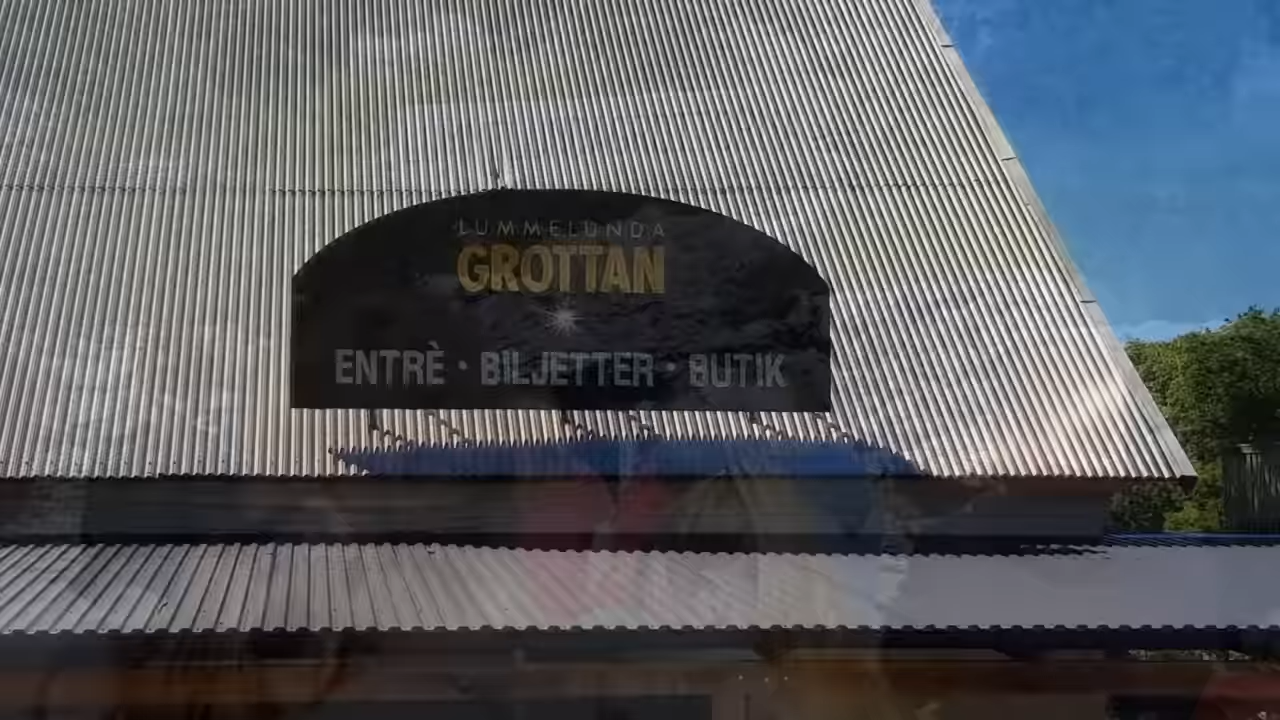 LUMMELUNDA
GROTTAN
ENTRÈ · BILJETTER · BUTIK